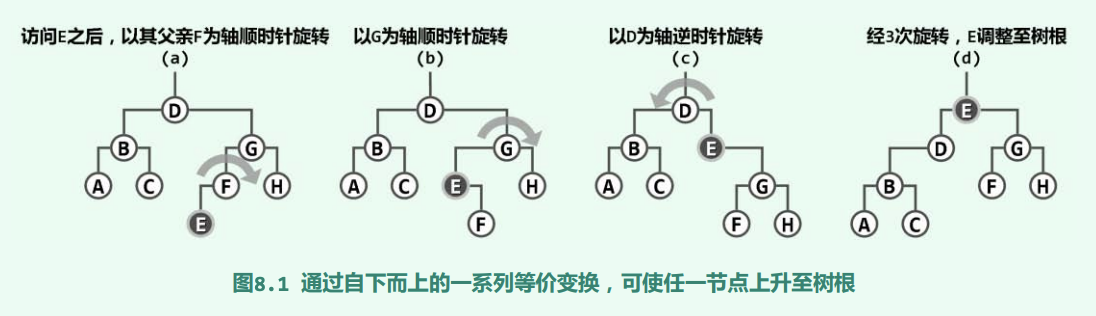 访问E之后，以其父亲F为轴顺时针旋转
(a)
D
B
G
A
C
F
H
E
以G为轴顺时针旋转
(b)
D
B
G
A
C
E
H
F
以D为轴逆时针旋转
(c)
D
B
E
A
C
G
F
H
经3次旋转，E调整至树根
(d)
E
D
G
B
F
H
A
C
图8.1 通过自下而上的一系列等价变换，可使任一节点上升至树根